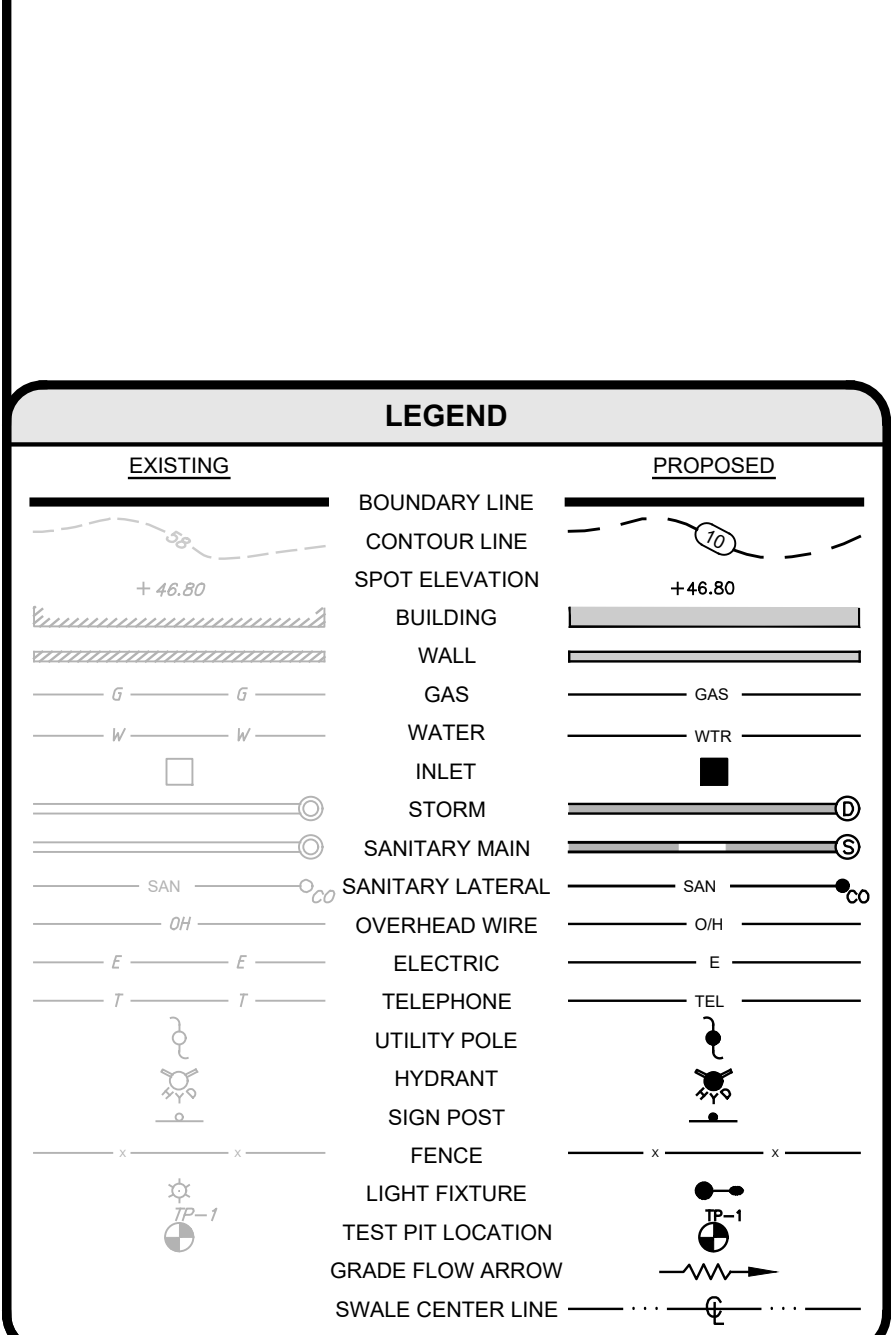 LEGEND
EXISTING PROPOSED
BOUNDARY LINE
58 CONTOUR LINE 10
+ 46.80 SPOT ELEVATION +46.80
BUILDING
WALL
G G GAS GAS
W W WATER WTR
INLET
STORM D
SANITARY MAIN S
SAN CO SANITARY LATERAL SAN CO
OH OVERHEAD WIRE O/H
E E ELECTRIC E
T T TELEPHONE TEL
UTILITY POLE
HYD HYDRANT HYD
SIGN POST
x x FENCE x x
LIGHT FIXTURE
TP-1 TEST PIT LOCATION TP-1
GRADE FLOW ARROW
SWALE CENTER LINE ℄